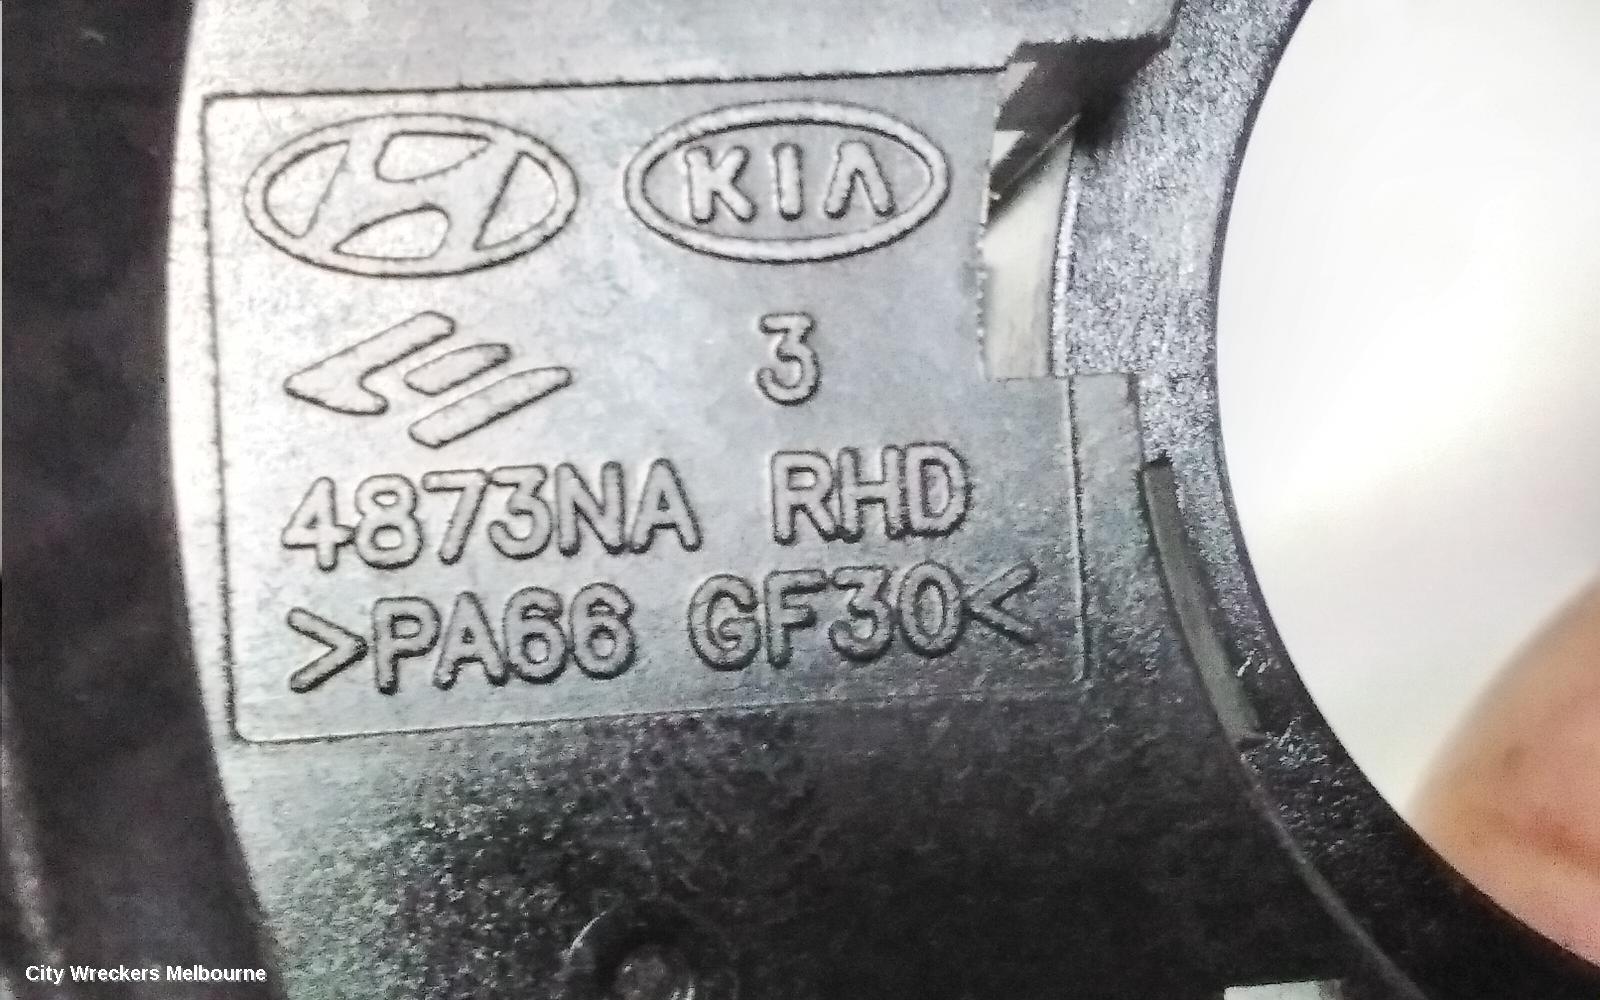 KIA
3
4873NA RHD
>PA66 GF30<
City Wreckers Melbourne